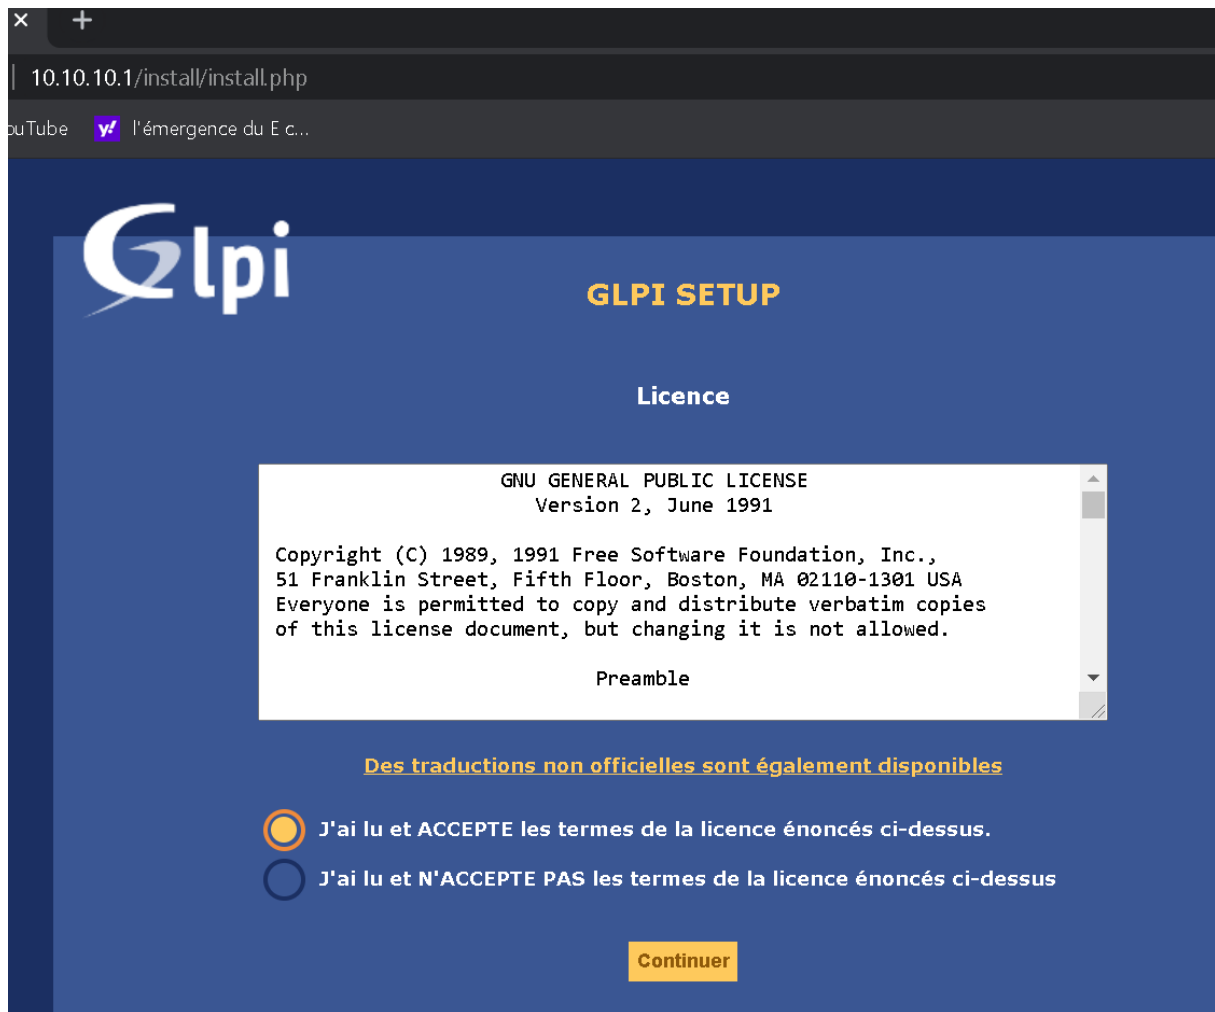 10.10.10.1/install/install.php
ouTube y! l'émergence du E c...
Glpi
GLPI SETUP
Licence
GNU GENERAL PUBLIC LICENSE
Version 2, June 1991
Copyright (C) 1989, 1991 Free Software Foundation, Inc.,
51 Franklin Street, Fifth Floor, Boston, MA 02110-1301 USA
Everyone is permitted to copy and distribute verbatim copies
of this license document, but changing it is not allowed.
Preamble
Des traductions non officielles sont également disponibles
J'ai lu et ACCEPTE les termes de la licence énoncés ci-dessus.
J'ai lu et N'ACCEPTE PAS les termes de la licence énoncés ci-dessus
Continuer